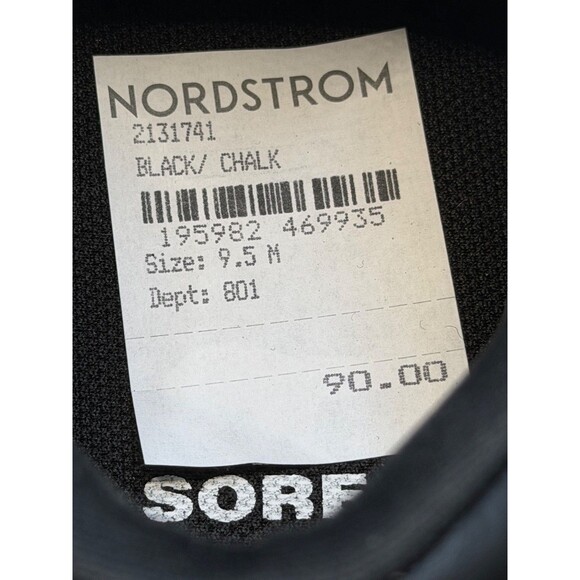 NORDSTROM
2131741
BLACK/ CHALK
195982 469935
Size: 9.5 M
Dept: 801
90.00
SORE